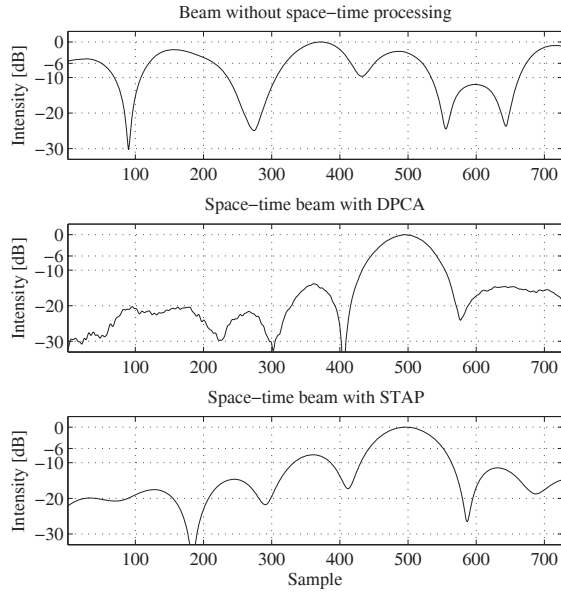 Beam without space−time processing
Intensity [dB]
0
−6
−10
−20
−30
100 200 300 400 500 600 700
Space−time beam with DPCA
Intensity [dB]
0
−6
−10
−20
−30
100 200 300 400 500 600 700
Space−time beam with STAP
Intensity [dB]
0
−6
−10
−20
−30
100 200 300 400 500 600 700
Sample